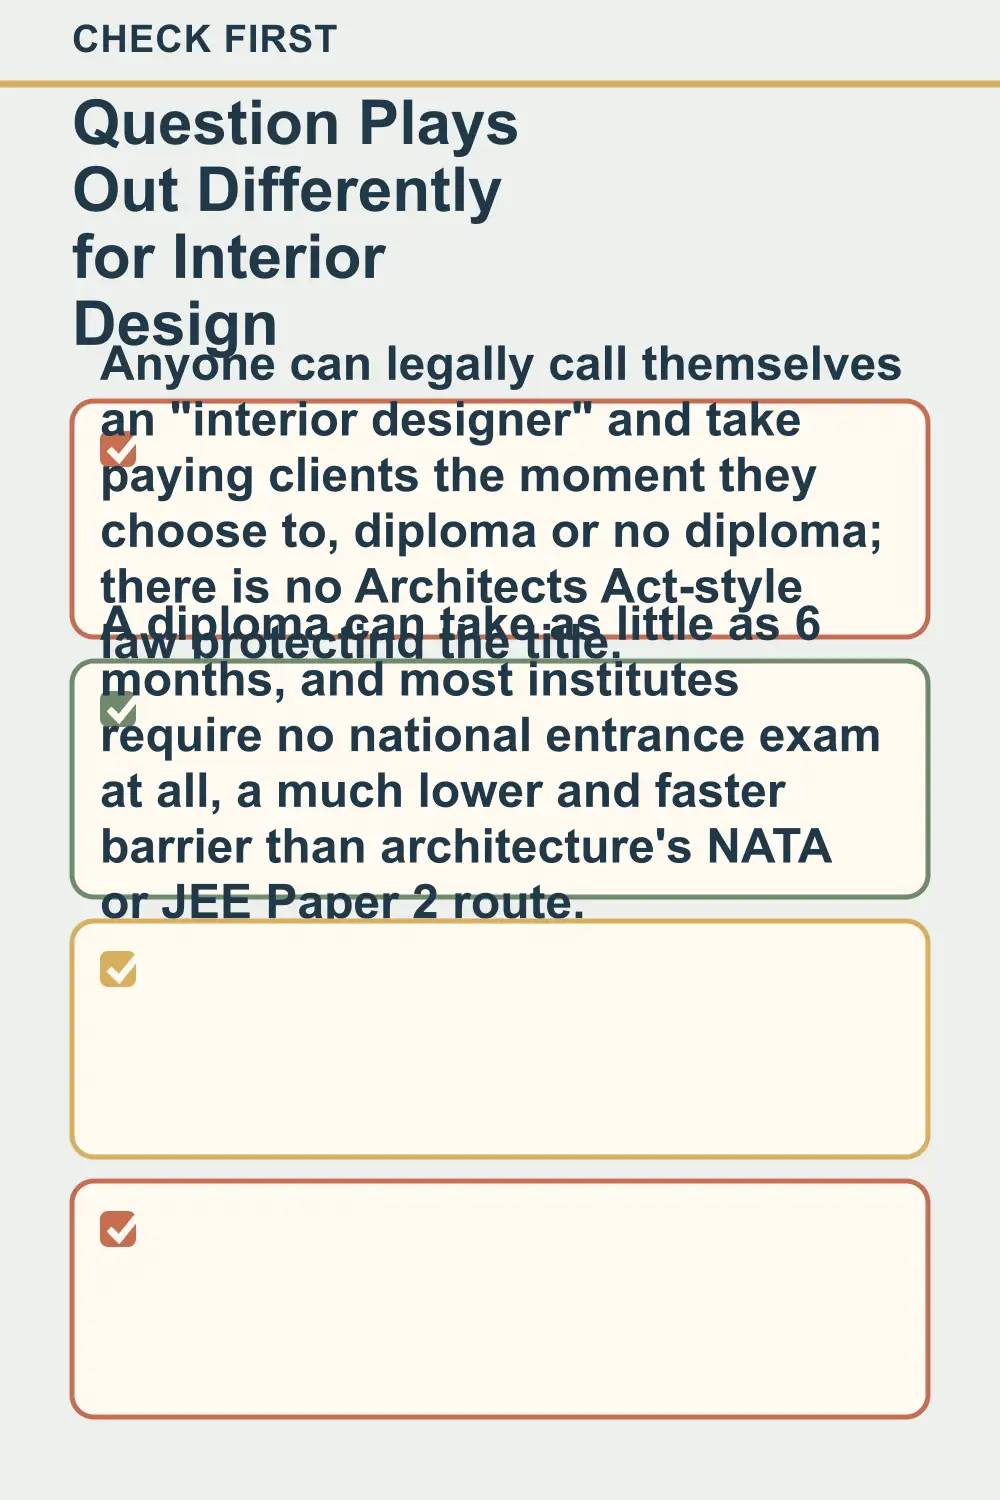 CHECK FIRST
Question Plays
Out Differently
for Interior
Design
Anyone can legally call themselves
an "interior designer" and take
paying clients the moment they
choose to, diploma or no diploma;
there is no Architects Act-style
law protecting the title.
A diploma can take as little as 6
months, and most institutes
require no national entrance exam
at all, a much lower and faster
barrier than architecture's NATA
or JEE Paper 2 route.